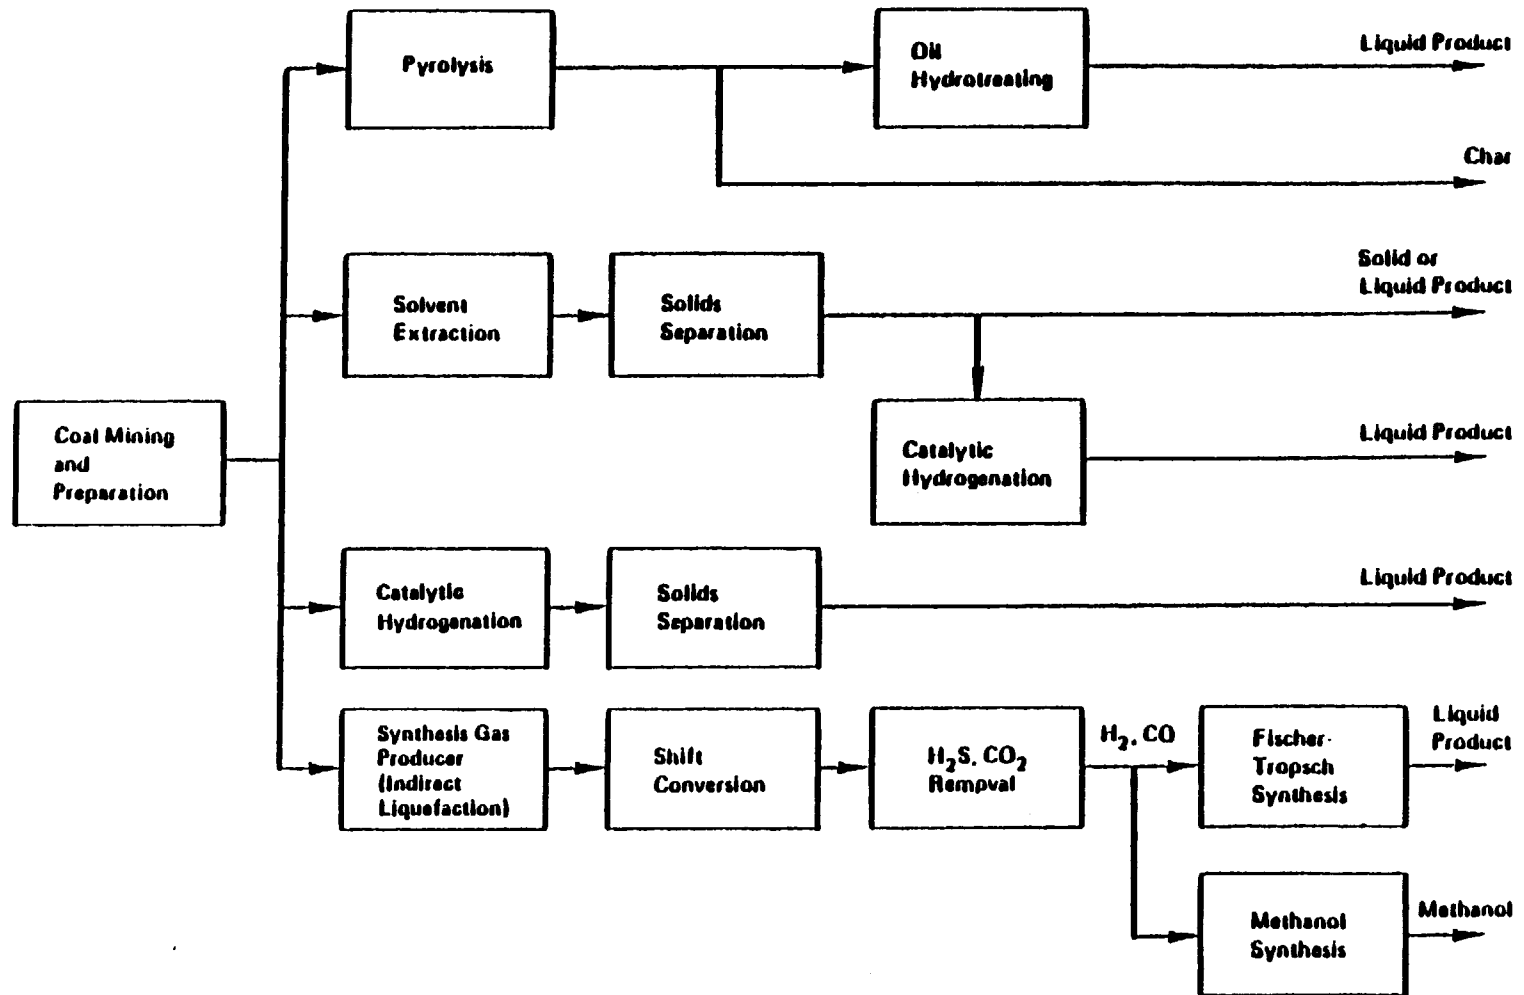 Pyrolysis
Oil
Hydrotreating
Liquid Product
Char
Solvent
Extraction
Solids
Separation
Solid or
Liquid Product
Coal Mining
and
Preparation
Catalytic
Hydrogenation
Liquid Product
Catalytic
Hydrogenation
Solids
Separation
Liquid Product
Synthesis Gas
Producer
(Indirect
Liquefaction)
Shift
Conversion
H2S, CO2
Rempval
H2, CO
Fischer-
Tropsch
Synthesis
Liquid
Product
Methanol
Synthesis
Methanol